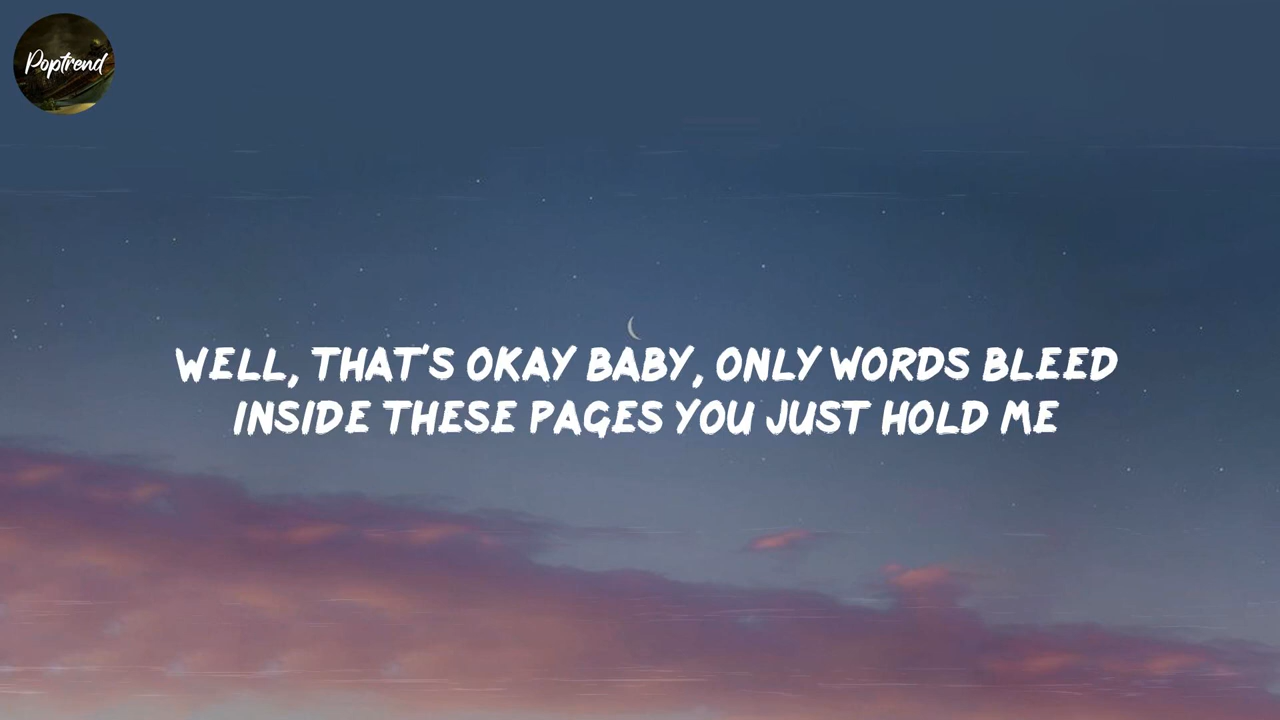 Poptrend
WELL, THAT'S OKAY BABY, ONLY WORDS BLEED
INSIDE THESE PAGES YOU JUST HOLD ME